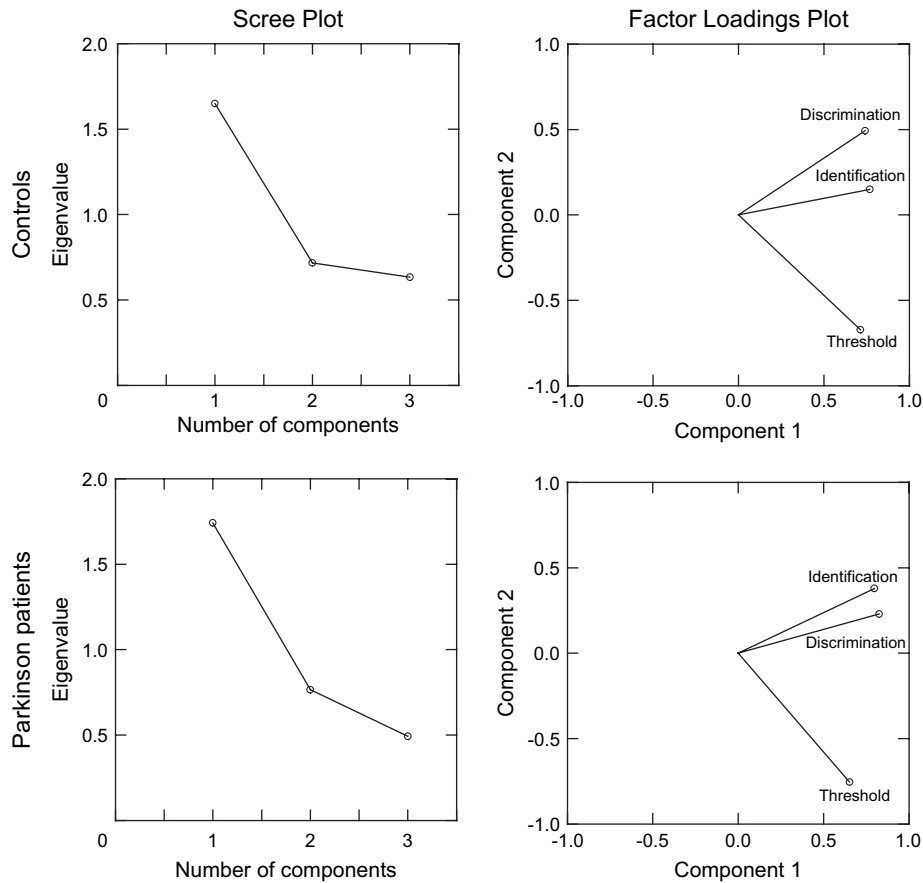 Scree Plot
Factor Loadings Plot
Controls
Eigenvalue
2.0
1.5
1.0
0.5
0
1 2 3
Number of components
Component 2
1.0
0.5
0.0
-0.5
-1.0
Discrimination
Identification
Threshold
-1.0 -0.5 0.0 0.5 1.0
Component 1
Parkinson patients
Eigenvalue
2.0
1.5
1.0
0.5
0
1 2 3
Number of components
Component 2
1.0
0.5
0.0
-0.5
-1.0
Identification
Discrimination
Threshold
-1.0 -0.5 0.0 0.5 1.0
Component 1